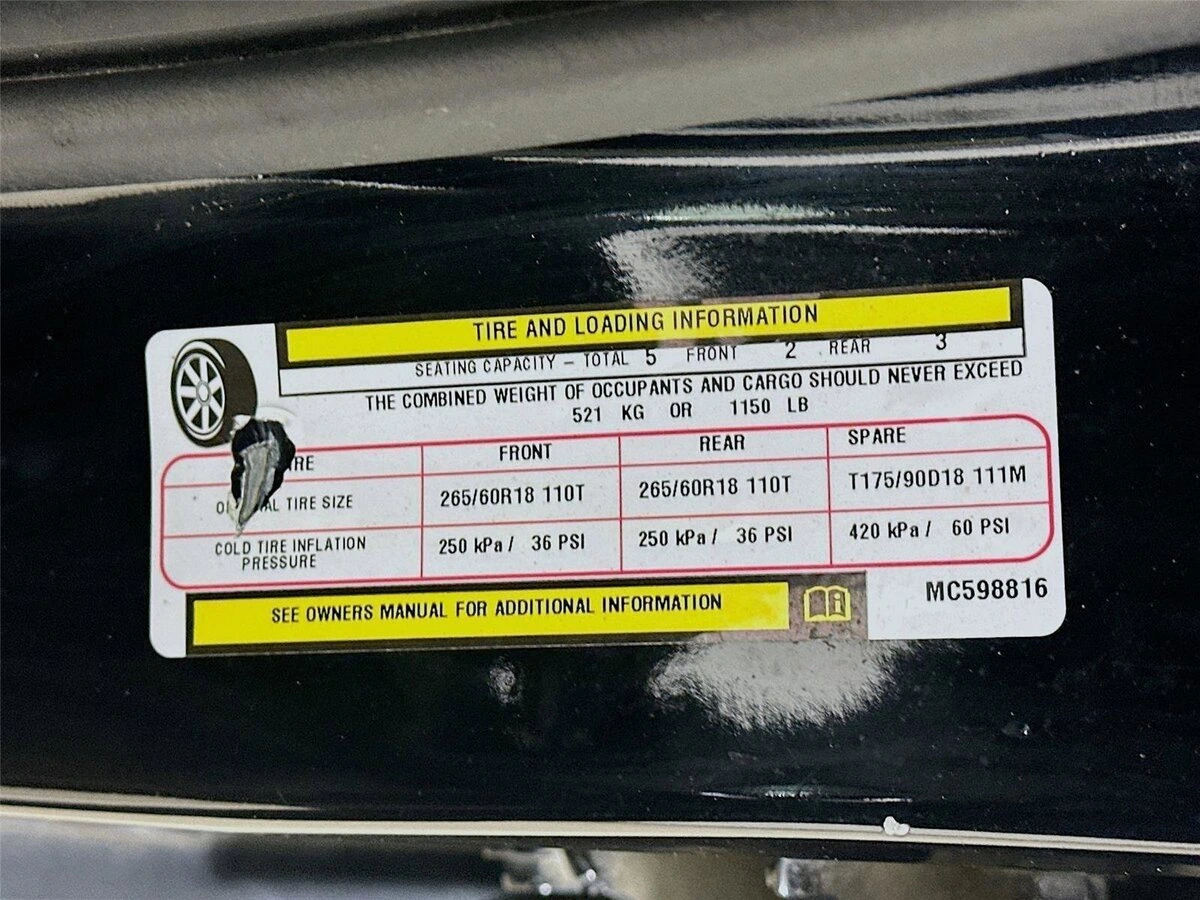 TIRE AND LOADING INFORMATION
SEATING CAPACITY – TOTAL 5 FRONT 2 REAR 3
THE COMBINED WEIGHT OF OCCUPANTS AND CARGO SHOULD NEVER EXCEED
521 KG OR 1150 LB
FRONT REAR SPARE
TIRE SIZE 265/60R18 110T 265/60R18 110T T175/90D18 111M
COLD TIRE INFLATION
PRESSURE 250 kPa / 36 PSI 250 kPa / 36 PSI 420 kPa / 60 PSI
SEE OWNERS MANUAL FOR ADDITIONAL INFORMATION
MC598816